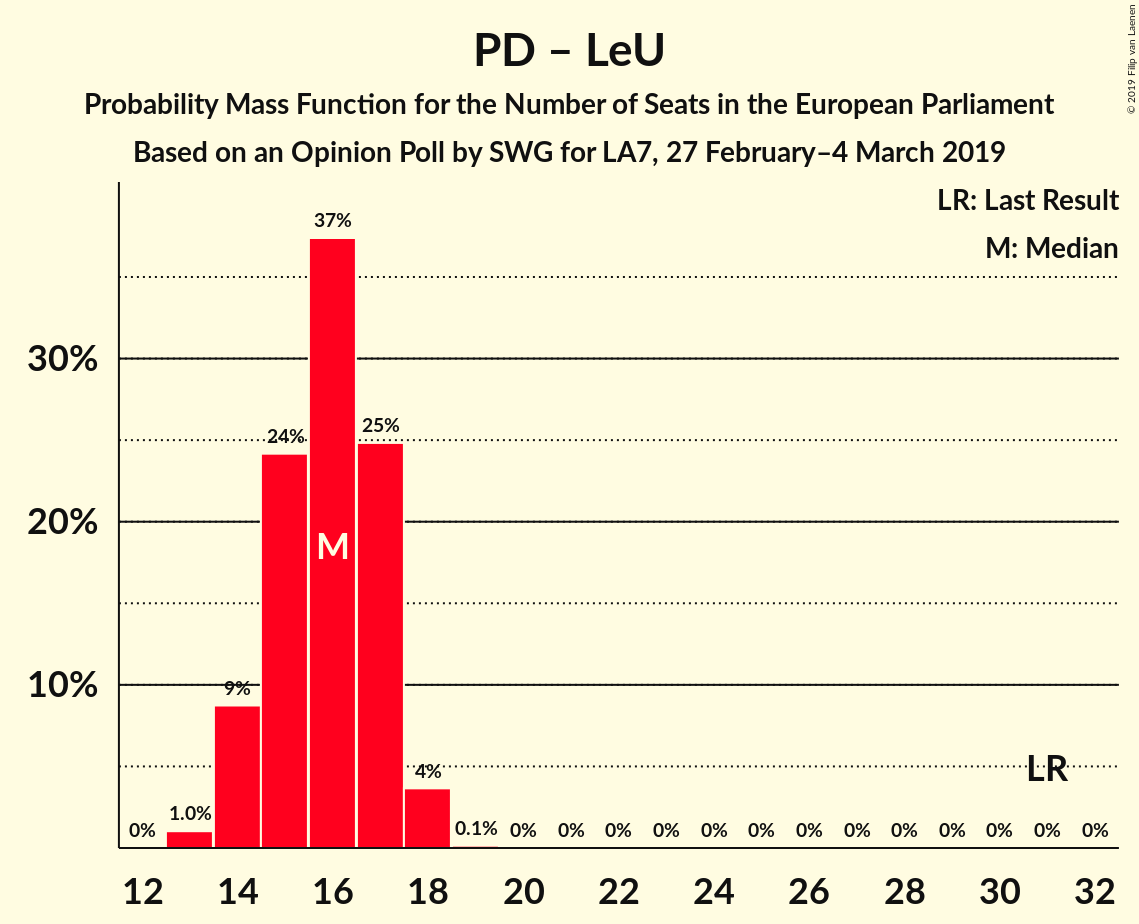 PD – LeU
Probability Mass Function for the Number of Seats in the European Parliament
Based on an Opinion Poll by SWG for LA7, 27 February–4 March 2019
© 2019 Filip van Laenen
LR: Last Result
M: Median
37%
30%
25%
24%
20%
M
10%
9%
LR
4%
1.0%
0% 0.1% 0% 0% 0% 0% 0% 0% 0% 0% 0% 0% 0% 0% 0%
12 14 16 18 20 22 24 26 28 30 32